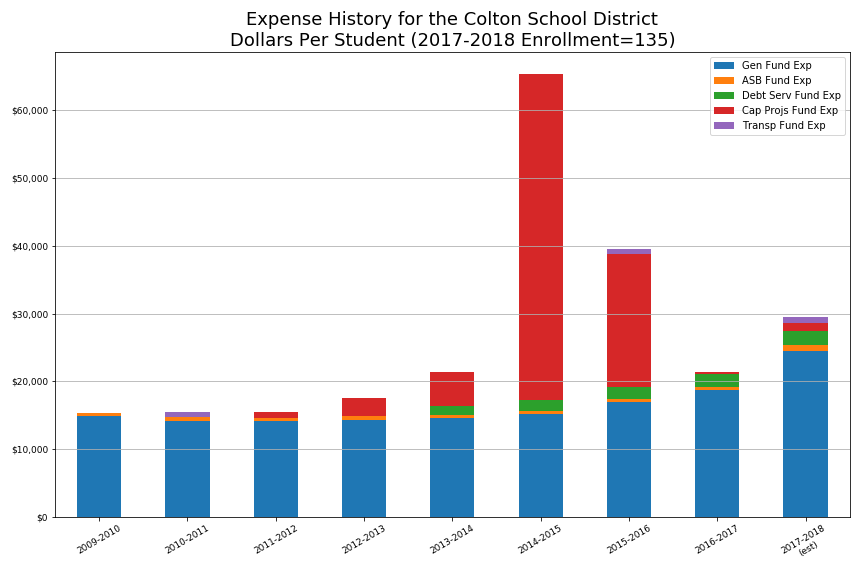 Expense History for the Colton School District
Dollars Per Student (2017-2018 Enrollment=135)
Gen Fund Exp
ASB Fund Exp
Debt Serv Fund Exp
Cap Projs Fund Exp
Transp Fund Exp
$60,000
$50,000
$40,000
$30,000
$20,000
$10,000
$0
2009-2010
2010-2011
2011-2012
2012-2013
2013-2014
2014-2015
2015-2016
2016-2017
2017-2018
(est)